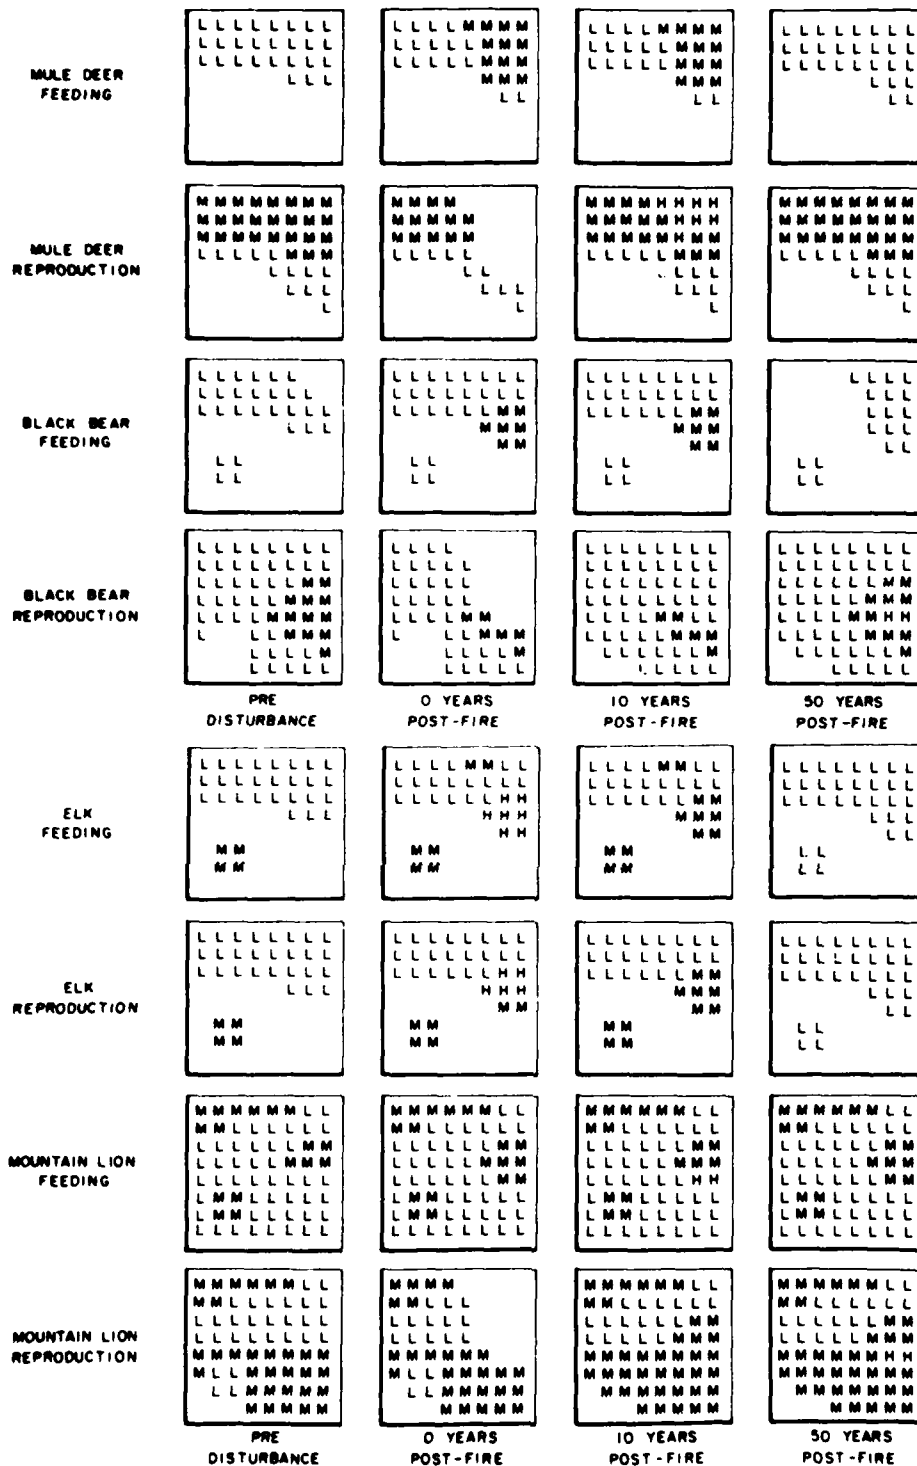 MULE DEER
FEEDING
L L L L L L L L L L L L M M M M L L L L M M M M L L L L L L L L
L L L L L L L L L L L L L M M M L L L L L M M M L L L L L L L L
L L L L L L L L L L L L L M M M L L L L L M M M L L L L L L L L
L L L M M M M M M L L L
L L L L L L
MULE DEER
REPRODUCTION
M M M M M M M M M M M M M M M M H H H H M M M M M M M M
M M M M M M M M M M M M M M M M M M H M H M M M M M M M M
M M M M M M M M M M M M M M M M M M H M M M M M M M M M M
L L L L L M M M L L L L L L L L L L M M M L L L L L M M M
L L L L L L L L L L L L L
L L L L L L L L L L L L
L L L L
BLACK BEAR
FEEDING
L L L L L L L L L L L L L L L L L L L L L L L L L L
L L L L L L L L L L L L L L L L L L L L L L L L L L
L L L L L L L L L L L L L L M M L L L L L L M M L L L
L L L M M M M M M L L L
M M M M L L
L L L L L L L L
L L L L L L L L
BLACK BEAR
REPRODUCTION
L L L L L L L L L L L L L L L L L L L L L L L L L L L L
L L L L L L L L L L L L L L L L L L L L L L L L L L L L L
L L L L L L M M L L L L L L L L L L L L L L L L L L L M M
L L L L L M M M L L L L L L L L L L L L L L L L L L M M M
L L L L M M M M L L L L M M L L L L M M L L L L L L M M H H
L L L M M M L L L M M M L L L L L M M M L L L L L M M M
L L L L M L L L L M L L L L L L M L L L L L L M
L L L L L L L L L L L L L L L L L L L
PRE
DISTURBANCE
0 YEARS
POST-FIRE
10 YEARS
POST-FIRE
50 YEARS
POST-FIRE
ELK
FEEDING
L L L L L L L L L L L L M M L L L L L L M M L L L L L L L L L L
L L L L L L L L L L L L L L L L L L L L L L L L L L L L L L L L
L L L L L L L L L L L L L L H H L L L L L L M M L L L L L L L L
L L L H H H M M M L L L
H H M M L L
M M M M M M L L
M M M M M M L L
ELK
REPRODUCTION
L L L L L L L L L L L L L L L L L L L L L L L L L L L L L L L L
L L L L L L L L L L L L L L L L L L L L L L L L L L L L L L L L
L L L L L L L L L L L L L L H H L L L L L L M M L L L L L L L L
L L L H H H M M M L L L
M M M M L L
M M M M M M L L
M M M M M M L L
MOUNTAIN LION
FEEDING
M M M M M M L L M M M M M M L L M M M M M M L L M M M M M M L L
M M L L L L L L M M L L L L L L M M L L L L L L M M L L L L L L
L L L L L L M M L L L L L L M M L L L L L L M M L L L L L L M M
L L L L L M M M L L L L L M M M L L L L L M M M L L L L L M M M
L L L L L L L L L L L L L L M M L L L L L L H H L L L L L L M M
L M M L L L L L L M M L L L L L L M M L L L L L L M M L L L L L
L M M L L L L L L M M L L L L L L M M L L L L L L M M L L L L L
L L L L L L L L L L L L L L L L L L L L L L L L L L L L L L L L
MOUNTAIN LION
REPRODUCTION
M M M M M M L L M M M M M M M M M M L L M M M M M M L L
M M L L L L L L M M L L L M M L L L L L L M M L L L L L L
L L L L L L L L L L L L L L L L L L L M M L L L L L L M M
L L L L L L L L L L L L L L L L L L M M M L L L L L M M M
M M M M M M M M M M M M M M M M M M M M M M M M M M M M H H
M L L M M M M M M L L M M M M M M M M M M M M M M M M M M M M M
L L M M M M M L L M M M M M M M M M M M M M M M M M M M
M M M M M M M M M M M M M M M M M M M M
PRE
DISTURBANCE
0 YEARS
POST-FIRE
10 YEARS
POST-FIRE
50 YEARS
POST-FIRE